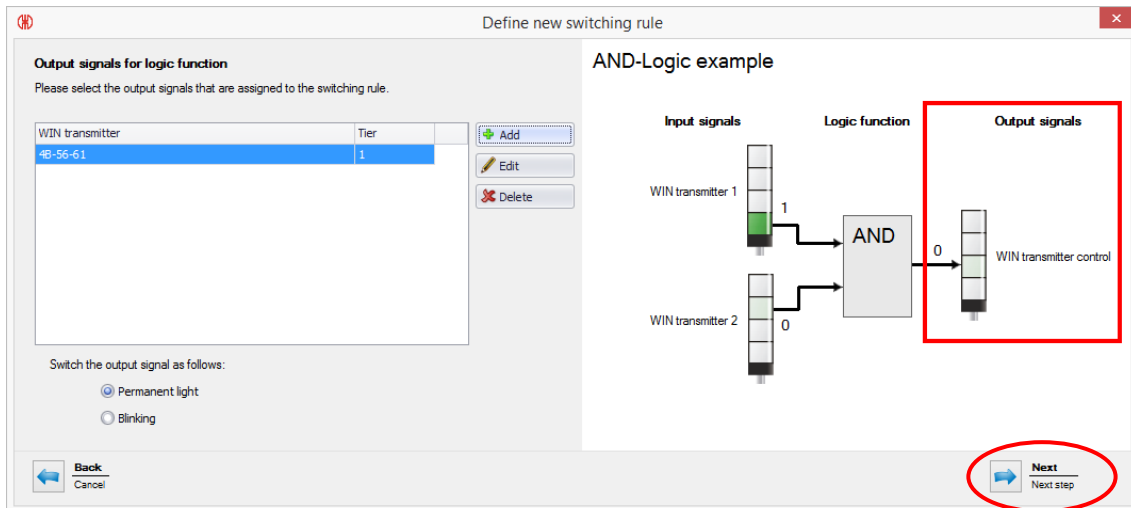 Define new switching rule
Output signals for logic function
Please select the output signals that are assigned to the switching rule.
WIN transmitter Tier
4B-56-61 1
Add
Edit
Delete
Switch the output signal as follows:
Permanent light
Blinking
AND-Logic example
Input signals Logic function Output signals
WIN transmitter 1
1
AND
0
WIN transmitter control
WIN transmitter 2
0
Back
Cancel
Next
Next step